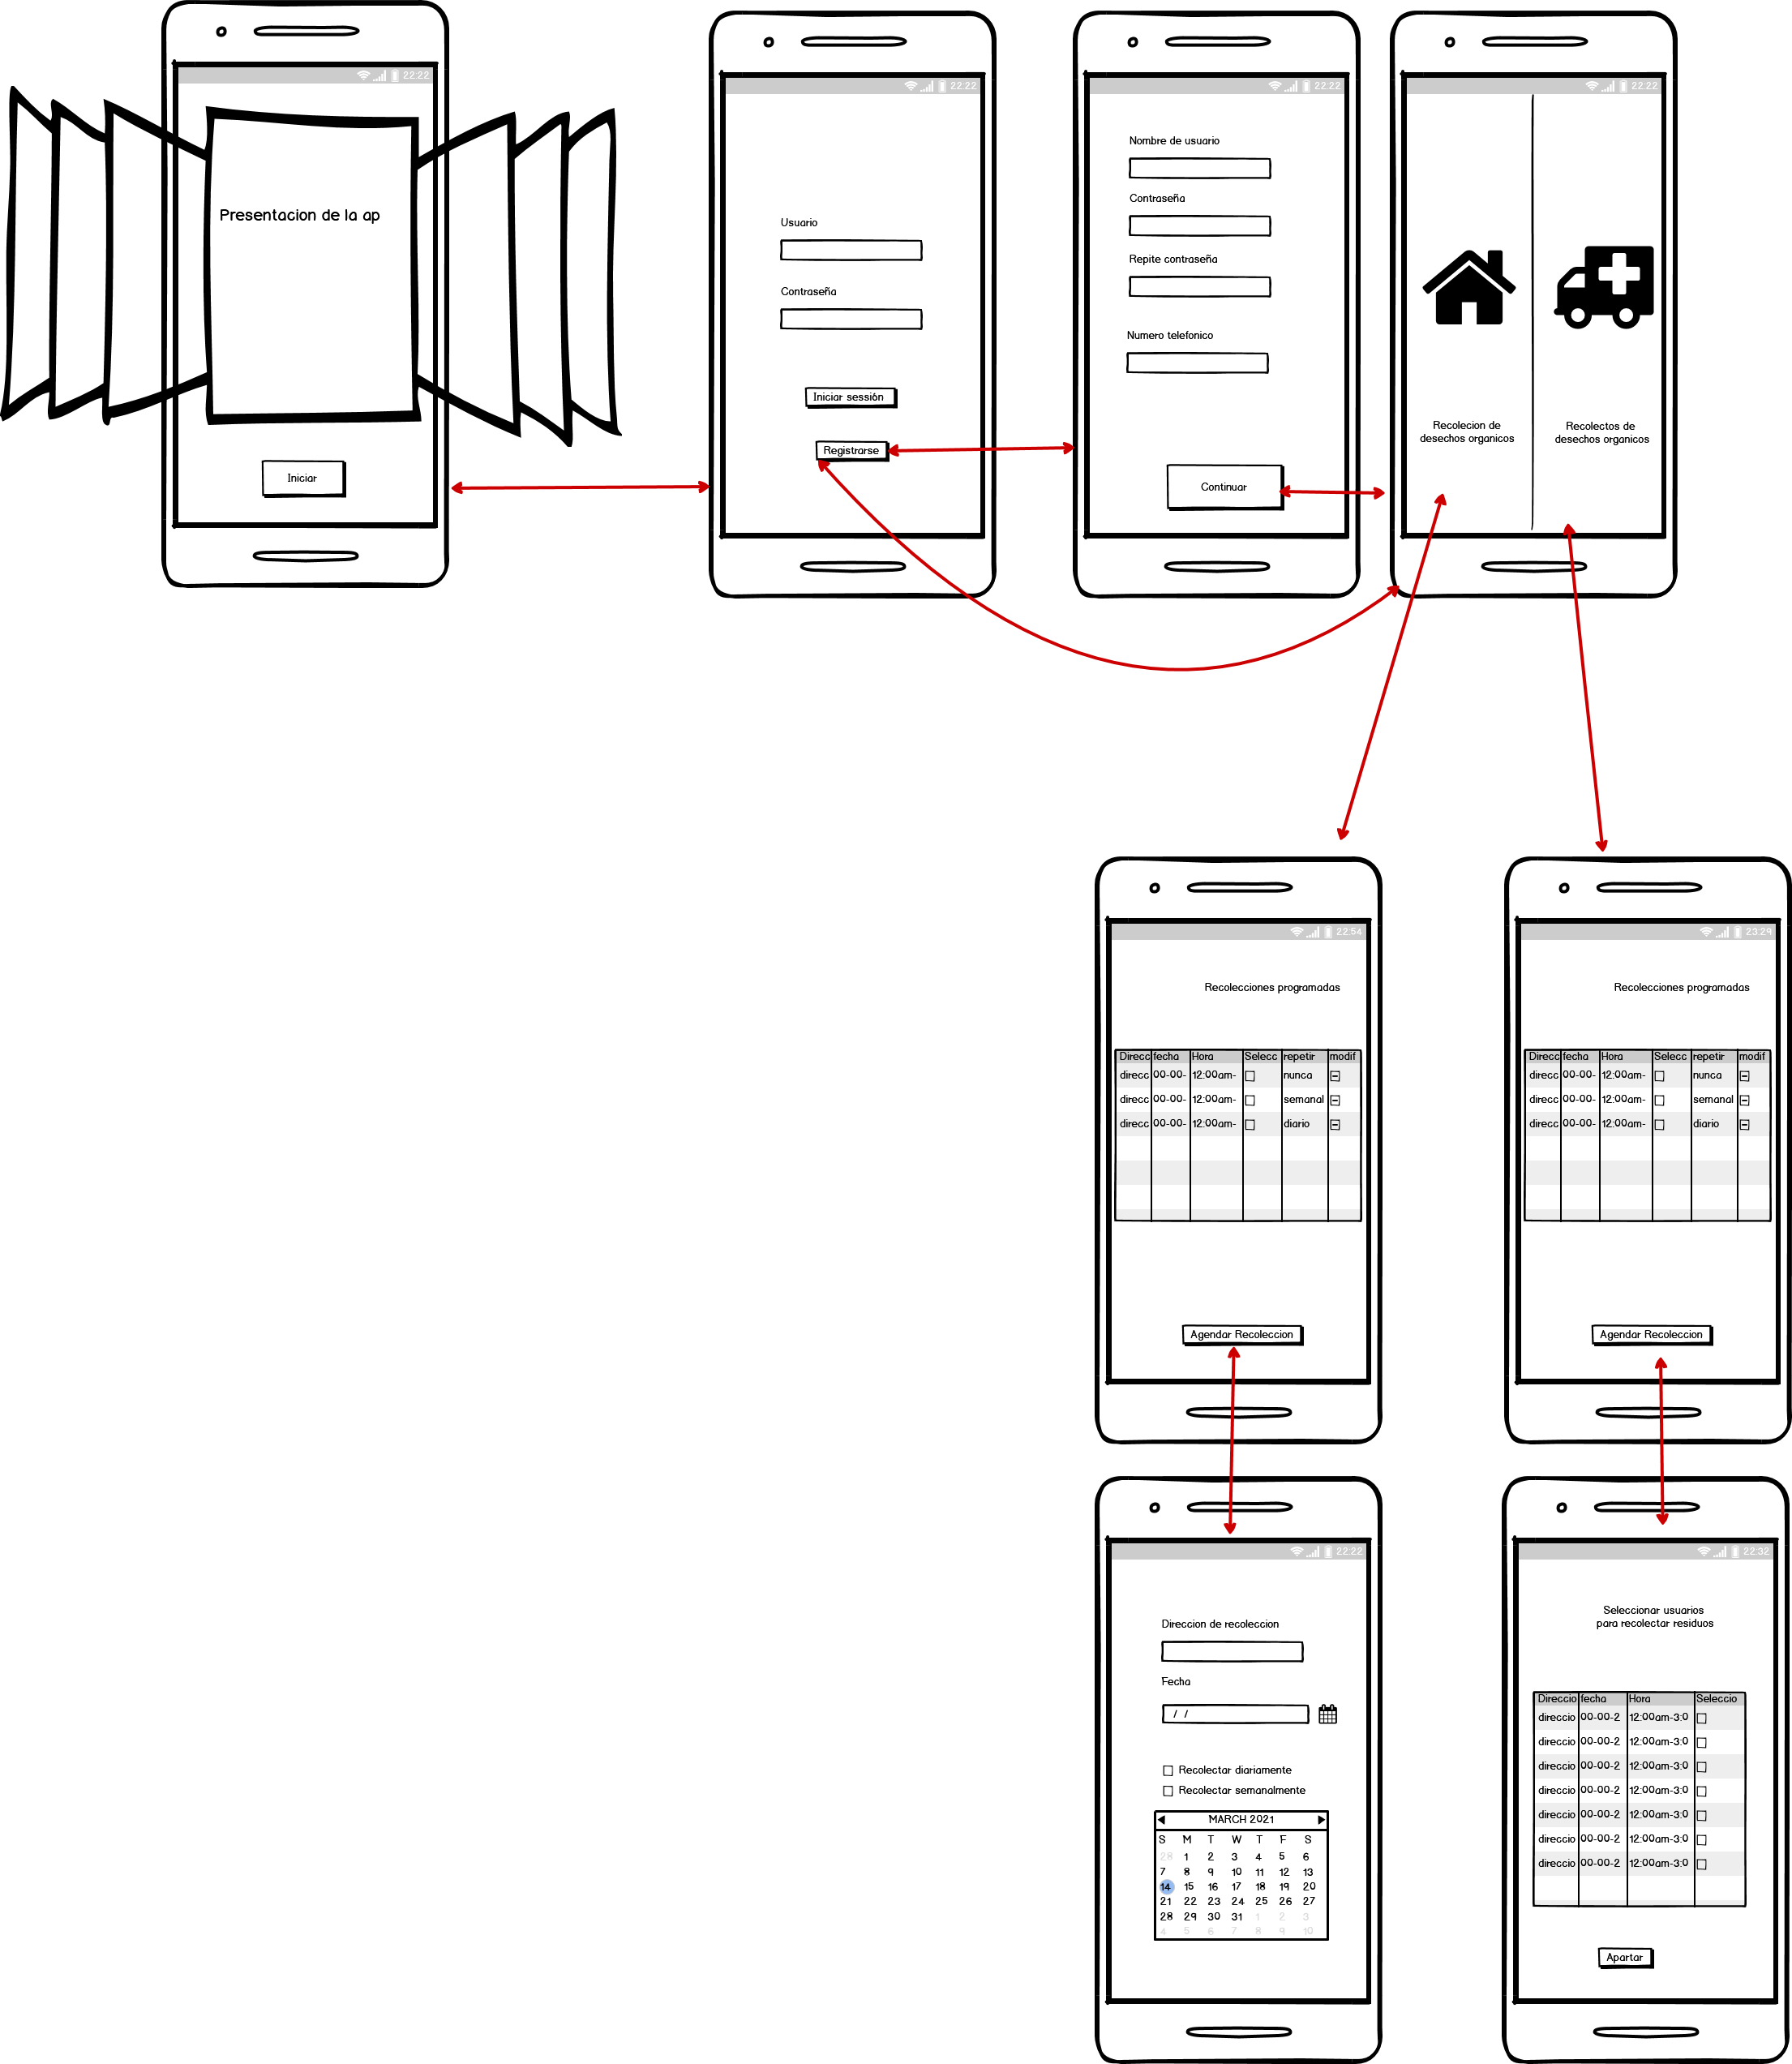 22:22
Presentacion de la ap
Iniciar
22:22
Usuario
Contraseña
Iniciar sessión
Registrarse
22:22
Nombre de usuario
Contraseña
Repite contraseña
Numero telefonico
Continuar
22:22
Recolecion de
desechos organicos
Recolectos de
desechos organicos
22:54
Recolecciones programadas
Direcc fecha Hora Selecc repetir modif
direcc 00-00- 12:00am- nunca
direcc 00-00- 12:00am- semanal
direcc 00-00- 12:00am- diario
Agendar Recoleccion
23:29
Recolecciones programadas
Direcc fecha Hora Selecc repetir modif
direcc 00-00- 12:00am- nunca
direcc 00-00- 12:00am- semanal
direcc 00-00- 12:00am- diario
Agendar Recoleccion
22:22
Direccion de recoleccion
Fecha
/ /
Recolectar diariamente
Recolectar semanalmente
MARCH 2021
S M T W T F S
28 1 2 3 4 5 6
7 8 9 10 11 12 13
14 15 16 17 18 19 20
21 22 23 24 25 26 27
28 29 30 31 1 2 3
4 5 6 7 8 9 10
22:32
Seleccionar usuarios
para recolectar residuos
Direccio fecha Hora Seleccio
direccio 00-00-2 12:00am-3:0
direccio 00-00-2 12:00am-3:0
direccio 00-00-2 12:00am-3:0
direccio 00-00-2 12:00am-3:0
direccio 00-00-2 12:00am-3:0
direccio 00-00-2 12:00am-3:0
direccio 00-00-2 12:00am-3:0
Apartar